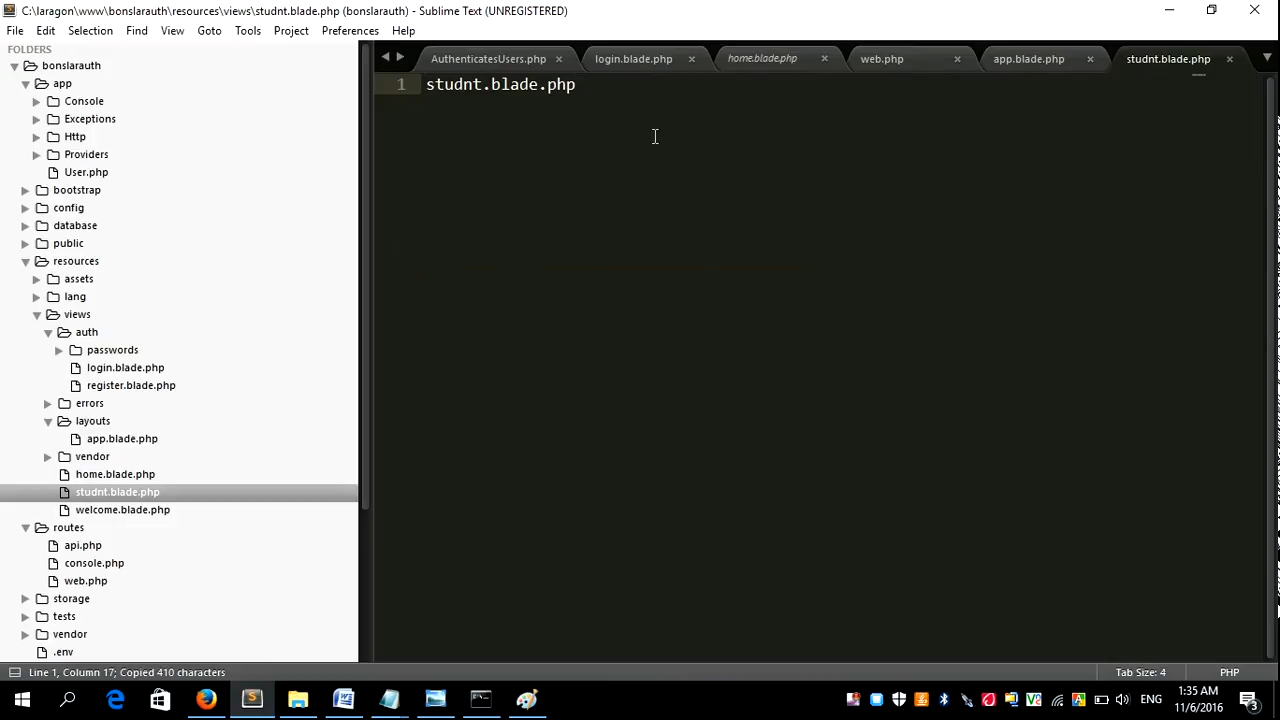 C:\laragon\www\bonslarauth\resources\views\studnt.blade.php (bonslarauth) - Sublime Text (UNREGISTERED)
File Edit Selection Find View Goto Tools Project Preferences Help
FOLDERS
bonslarauth
app
Console
Exceptions
Http
Providers
User.php
bootstrap
config
database
public
resources
assets
lang
views
auth
passwords
login.blade.php
register.blade.php
errors
layouts
app.blade.php
vendor
home.blade.php
studnt.blade.php
welcome.blade.php
routes
api.php
console.php
web.php
storage
tests
vendor
.env
AuthenticatesUsers.php × login.blade.php × home.blade.php × web.php × app.blade.php × studnt.blade.php ×
1 studnt.blade.php
Line 1, Column 17; Copied 410 characters
Tab Size: 4 PHP
ENG
1:35 AM
11/6/2016
3